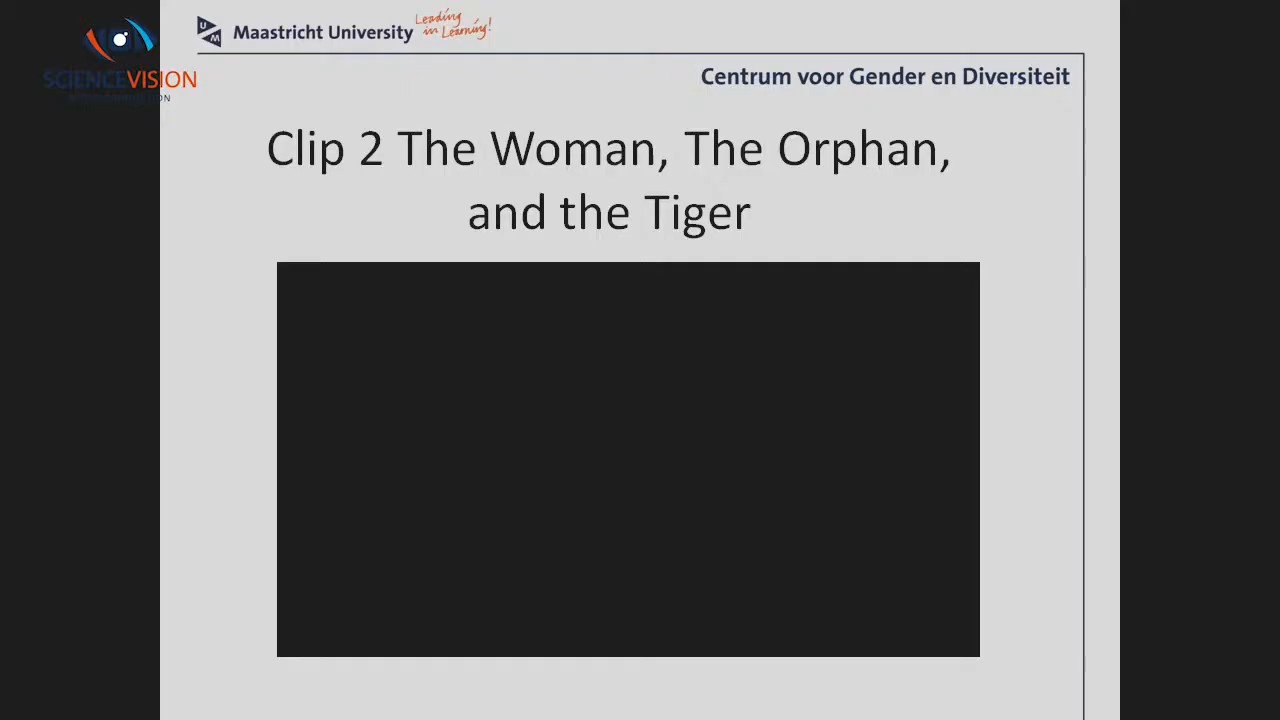 Maastricht University
Leading
in Learning!
SCIENCEVISION
Centrum voor Gender en Diversiteit
Clip 2 The Woman, The Orphan,
and the Tiger